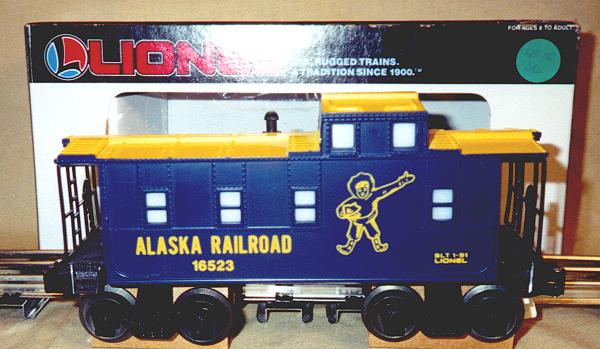 FOR AGES 8 TO ADULT
LIONEL
RUGGED TRAINS.
A TRADITION SINCE 1900.™
ALASKA RAILROAD
16523
BLT 1-91
LIONEL